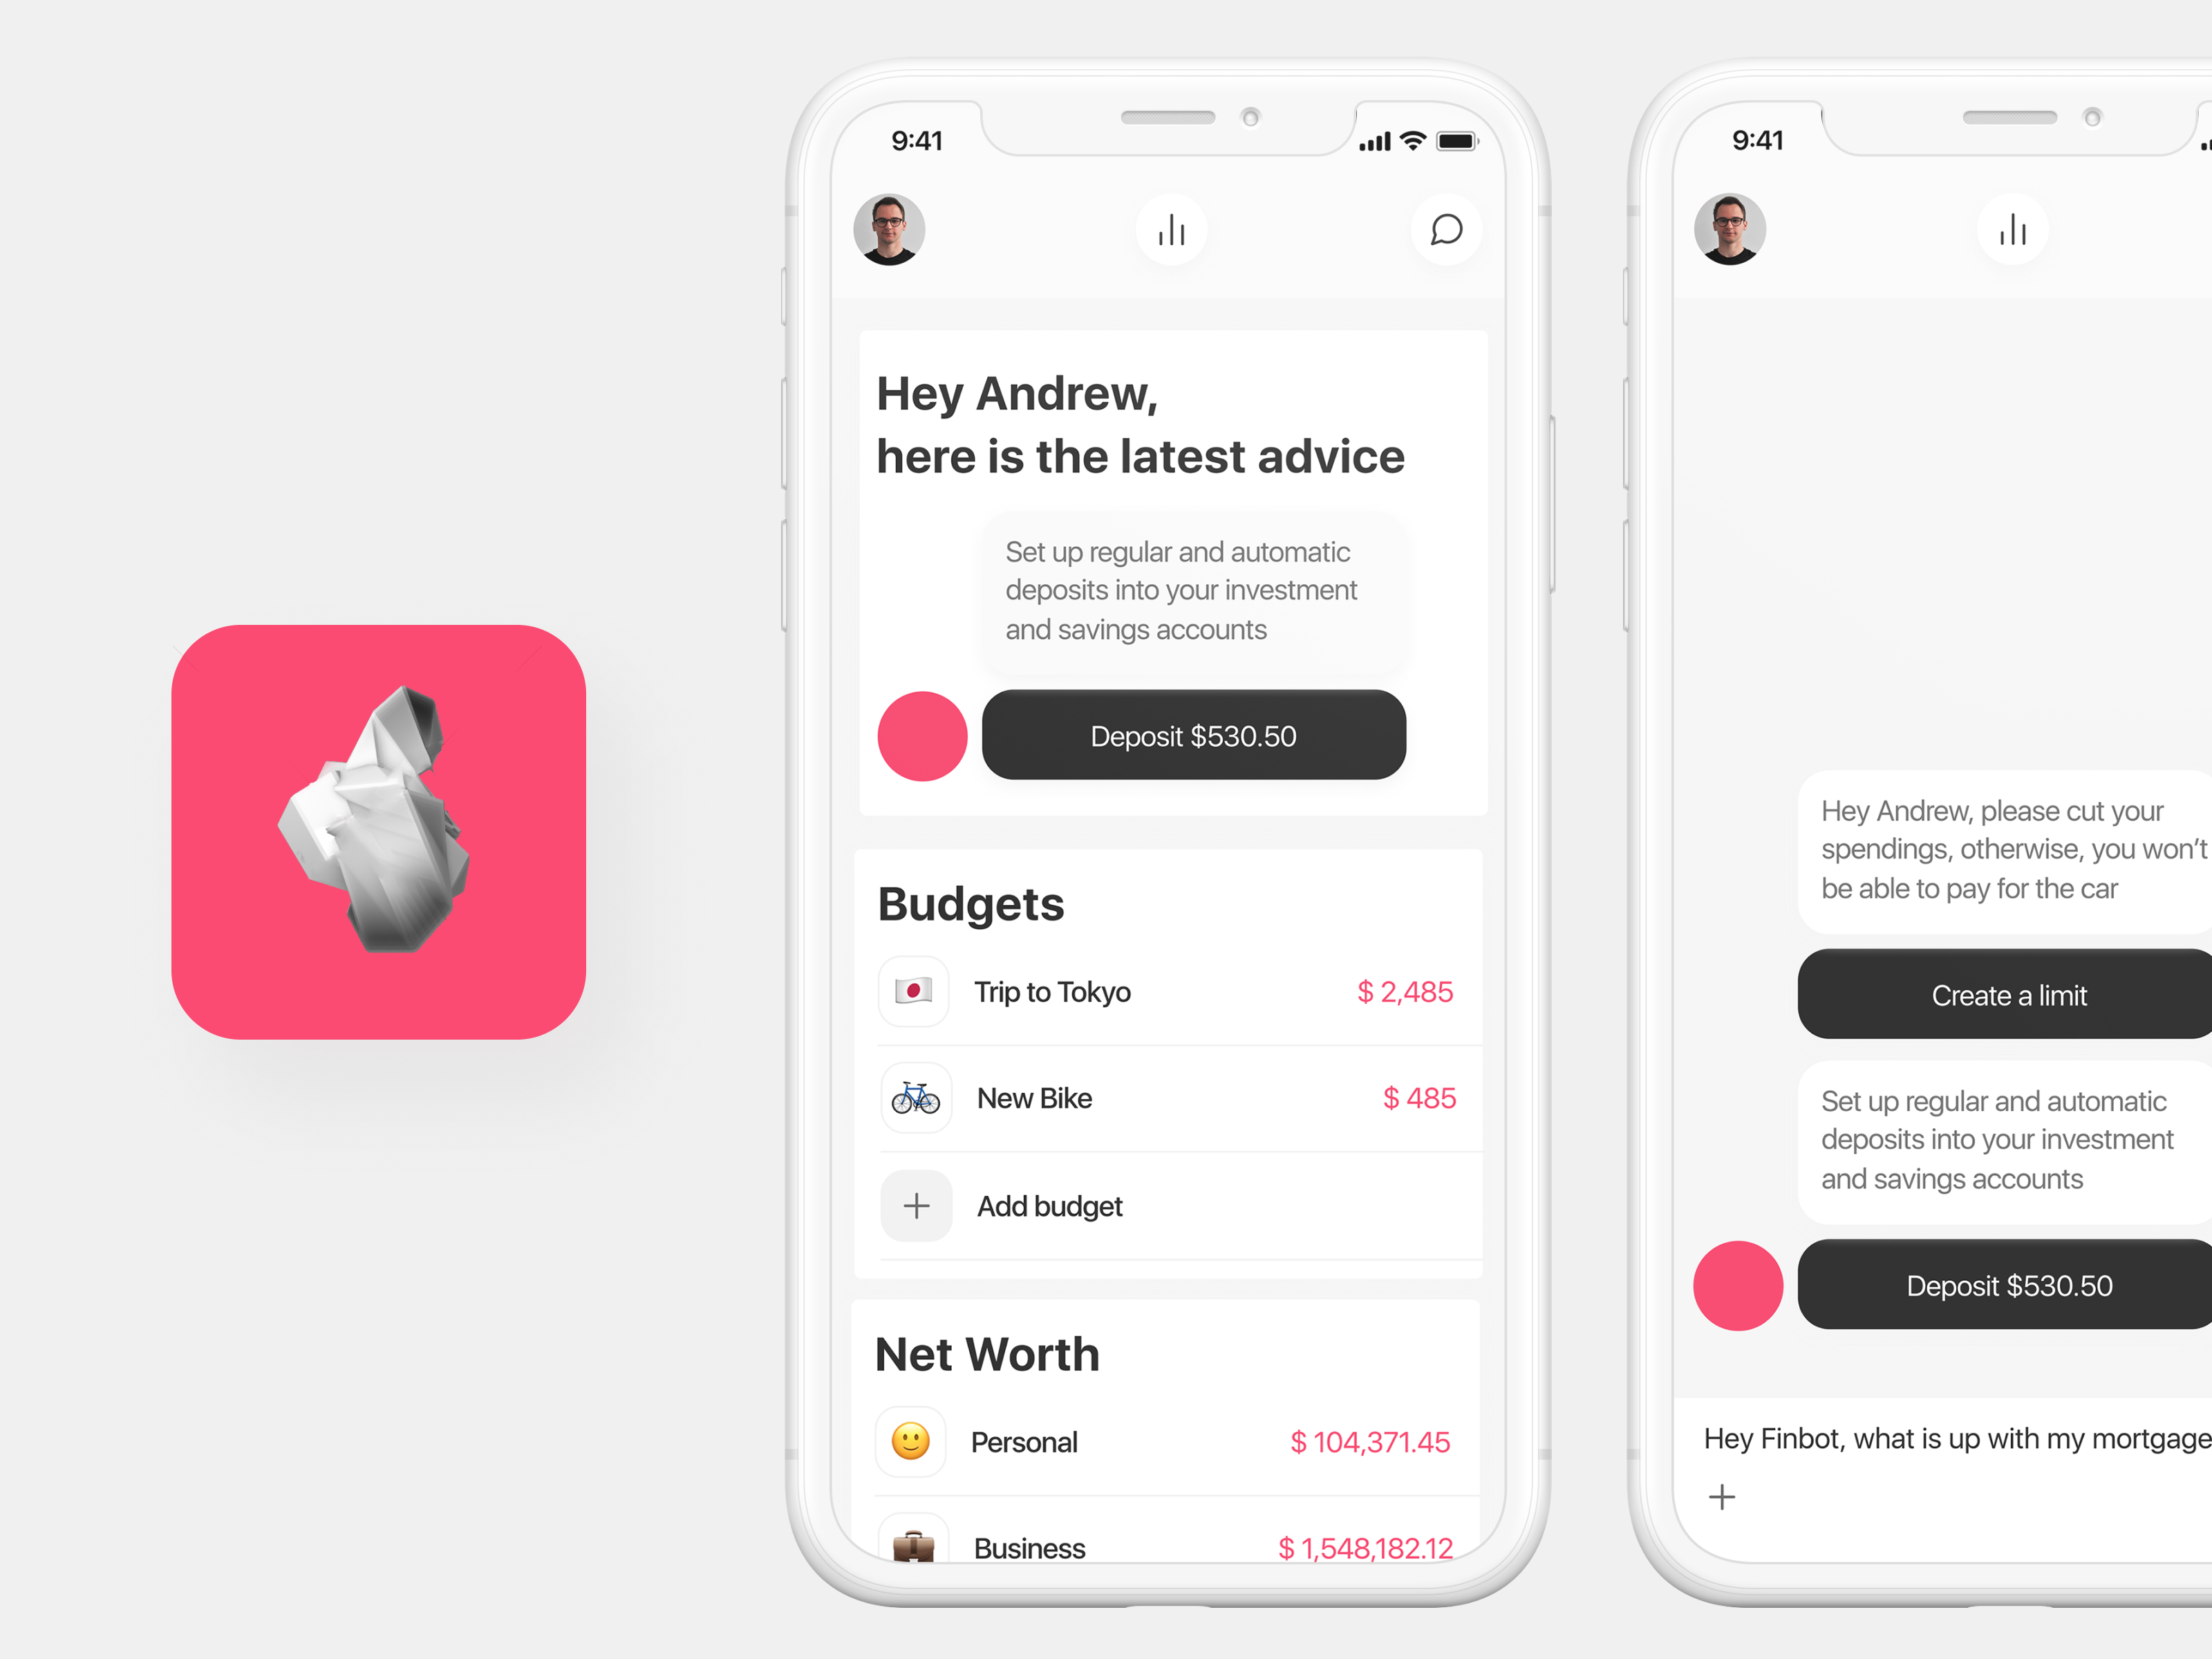 9:41
Hey Andrew,
here is the latest advice
Set up regular and automatic
deposits into your investment
and savings accounts
Deposit $530.50
Budgets
Trip to Tokyo $ 2,485
New Bike $ 485
Add budget
Net Worth
Personal $ 104,371.45
Business $ 1,548,182.12
9:41
Hey Andrew, please cut your
spendings, otherwise, you won’t
be able to pay for the car
Create a limit
Set up regular and automatic
deposits into your investment
and savings accounts
Deposit $530.50
Hey Finbot, what is up with my mortgage